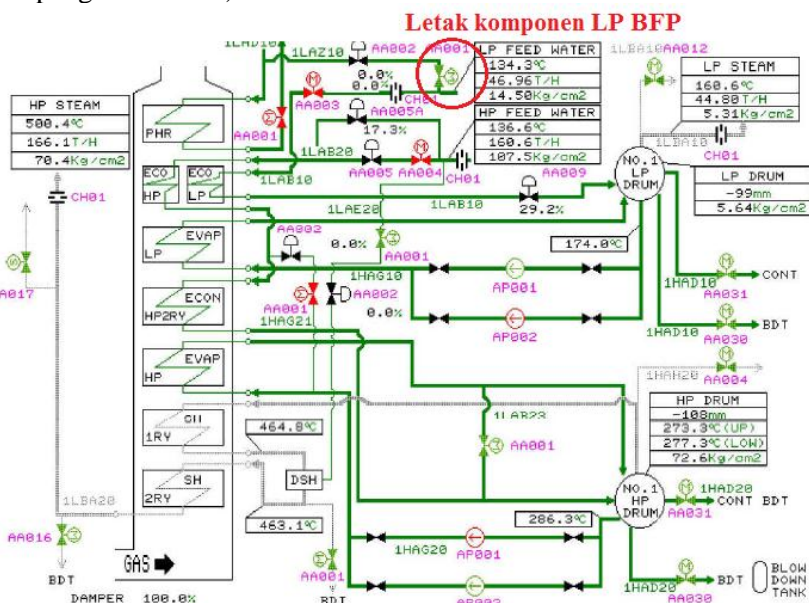 Letak komponen LP BFP
1LAD10
1LAZ10
AA002
AA001
LP FEED WATER
134.3℃
46.96T/H
14.50Kg/cm2
1LBA10
AA012
LP STEAM
160.6℃
44.80T/H
5.31Kg/cm2
HP STEAM
500.4℃
166.1T/H
70.4Kg/cm2
0.0%
0.0%
AA003
CH01
AA005A
AA001
HP FEED WATER
136.6℃
160.6T/H
107.5Kg/cm2
1LBA10
CH01
PHR
1LAB20
17.3%
NO.1
LP
DRUM
LP DRUM
-99mm
5.64Kg/cm2
CH01
ECO
HP
ECO
LP
1LAB10
AA005
AA004
CH01
AA009
1LAE20
1LAB10
29.2%
174.0℃
EVAP
LP
AA002
0.0%
AA001
1HAG10
AP001
1HAD10
CONT
AA031
A017
ECON
HP2RY
AA001
1HAG21
AA002
0.0%
AP002
1HAD10
BDT
AA030
EVAP
HP
1HAH20
AA004
HP DRUM
-108mm
273.3℃(UP)
277.3℃(LOW)
72.6Kg/cm2
1RY
464.8℃
AA001
DSH
SH
2RY
1LBA20
463.1℃
286.3℃
NO.1
HP
DRUM
1HAD20
CONT BDT
AA031
AA016
BDT
GAS
1HAG20
AP001
AA001
BDT
1HAD20
BDT
AA030
BLOW
DOWN
TANK
DAMPER 100.0%